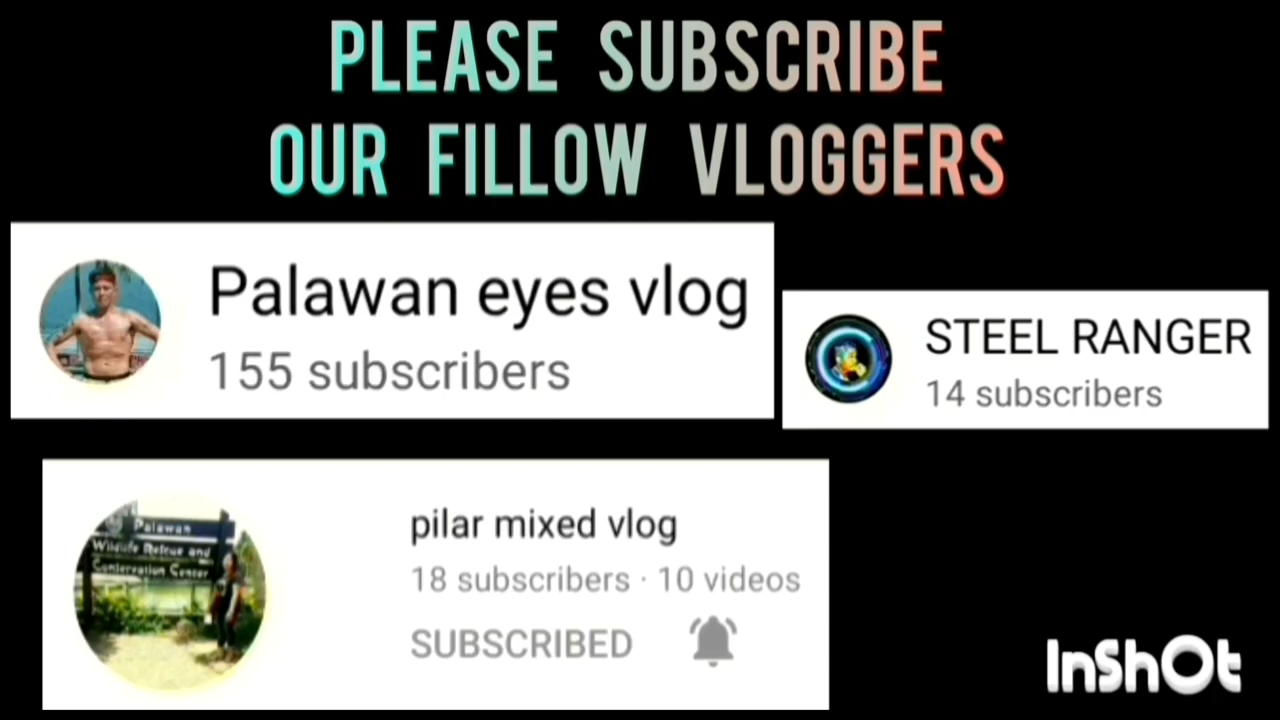 PLEASE SUBSCRIBE
OUR FILLOW VLOGGERS
Palawan eyes vlog
155 subscribers
STEEL RANGER
14 subscribers
pilar mixed vlog
18 subscribers · 10 videos
SUBSCRIBED
Palawan
Wildlife Rescue and
Conservation Center
InShOt